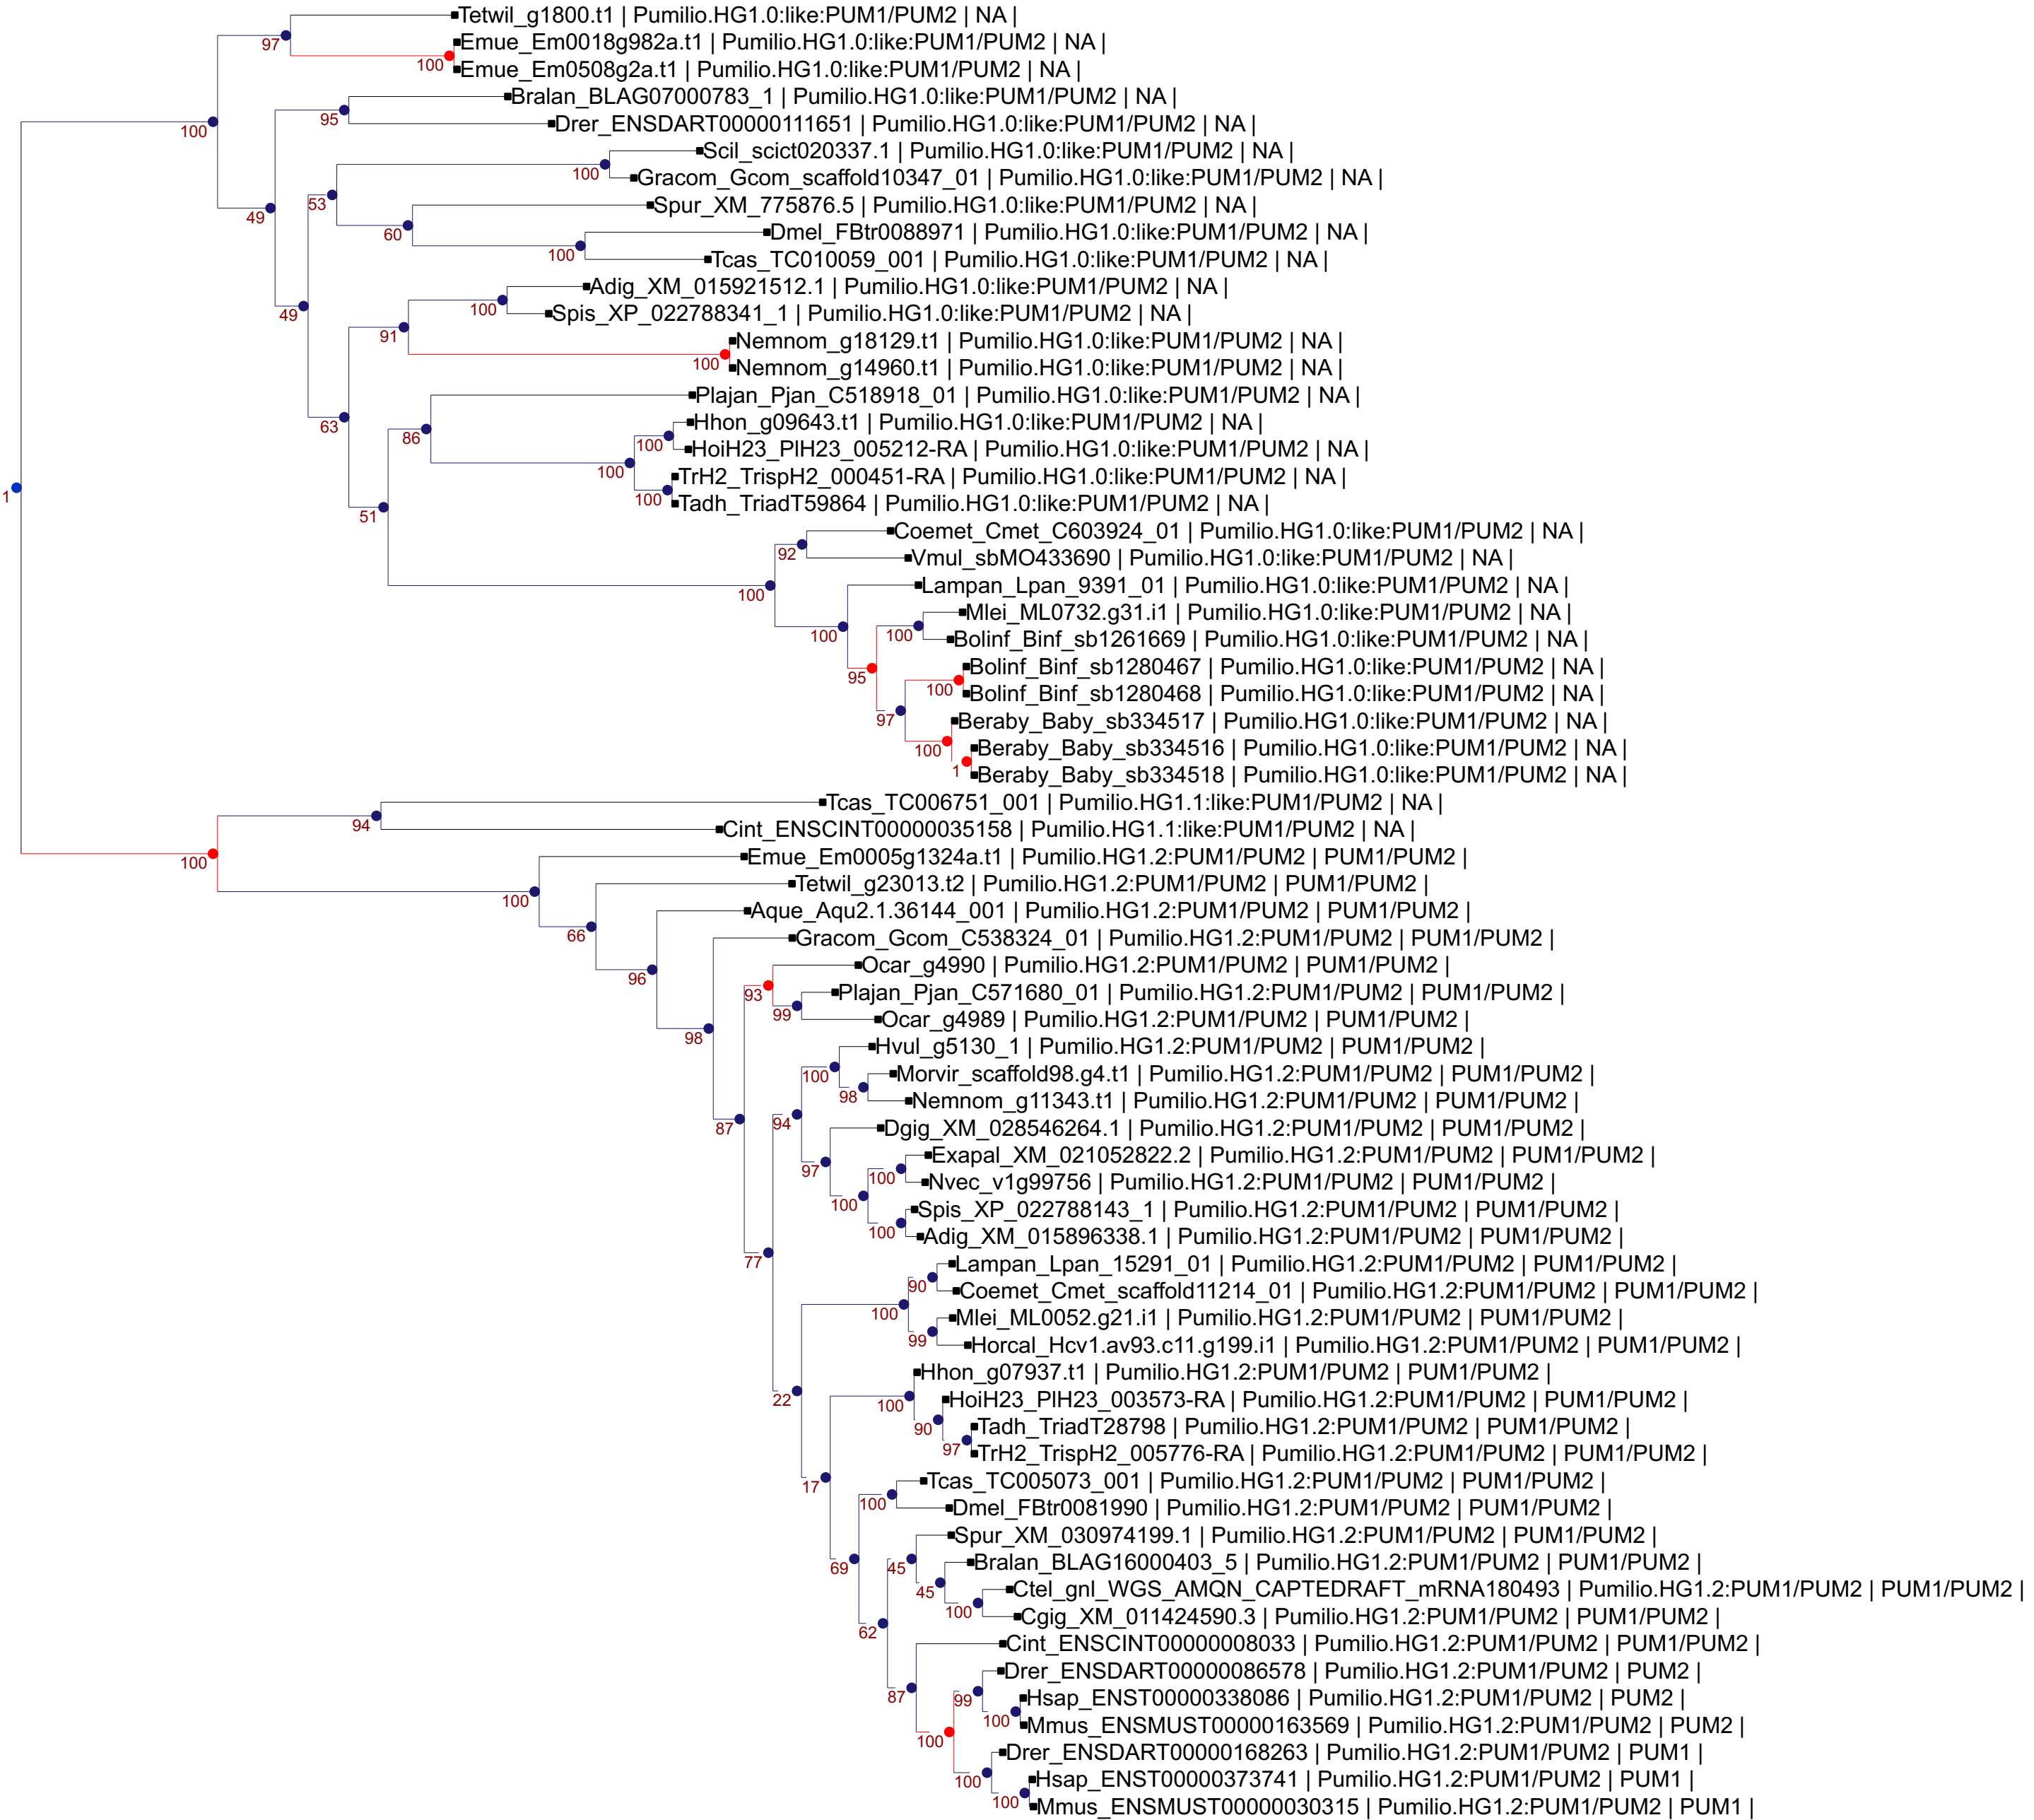 Tetwil_g1800.t1 | Pumilio.HG1.0:like:PUM1/PUM2 | NA |
97
Emue_Em0018g982a.t1 | Pumilio.HG1.0:like:PUM1/PUM2 | NA |
100
Emue_Em0508g2a.t1 | Pumilio.HG1.0:like:PUM1/PUM2 | NA |
Bralan_BLAG07000783_1 | Pumilio.HG1.0:like:PUM1/PUM2 | NA |
95
100
Drer_ENSDART00000111651 | Pumilio.HG1.0:like:PUM1/PUM2 | NA |
Scil_scict020337.1 | Pumilio.HG1.0:like:PUM1/PUM2 | NA |
100
Gracom_Gcom_scaffold10347_01 | Pumilio.HG1.0:like:PUM1/PUM2 | NA |
53
Spur_XM_775876.5 | Pumilio.HG1.0:like:PUM1/PUM2 | NA |
49
60
Dmel_FBtr0088971 | Pumilio.HG1.0:like:PUM1/PUM2 | NA |
100
Tcas_TC010059_001 | Pumilio.HG1.0:like:PUM1/PUM2 | NA |
Adig_XM_015921512.1 | Pumilio.HG1.0:like:PUM1/PUM2 | NA |
100
49
Spis_XP_022788341_1 | Pumilio.HG1.0:like:PUM1/PUM2 | NA |
91
Nemnom_g18129.t1 | Pumilio.HG1.0:like:PUM1/PUM2 | NA |
100
Nemnom_g14960.t1 | Pumilio.HG1.0:like:PUM1/PUM2 | NA |
Plajan_Pjan_C518918_01 | Pumilio.HG1.0:like:PUM1/PUM2 | NA |
63
Hhon_g09643.t1 | Pumilio.HG1.0:like:PUM1/PUM2 | NA |
86
100
HoiH23_PIH23_005212-RA | Pumilio.HG1.0:like:PUM1/PUM2 | NA |
100
TrH2_TrispH2_000451-RA | Pumilio.HG1.0:like:PUM1/PUM2 | NA |
1
100
Tadh_TriadT59864 | Pumilio.HG1.0:like:PUM1/PUM2 | NA |
51
Coemet_Cmet_C603924_01 | Pumilio.HG1.0:like:PUM1/PUM2 | NA |
92
Vmul_sbMO433690 | Pumilio.HG1.0:like:PUM1/PUM2 | NA |
Lampan_Lpan_9391_01 | Pumilio.HG1.0:like:PUM1/PUM2 | NA |
100
Mlei_ML0732.g31.i1 | Pumilio.HG1.0:like:PUM1/PUM2 | NA |
100
100
Bolinf_Binf_sb1261669 | Pumilio.HG1.0:like:PUM1/PUM2 | NA |
Bolinf_Binf_sb1280467 | Pumilio.HG1.0:like:PUM1/PUM2 | NA |
95
100
Bolinf_Binf_sb1280468 | Pumilio.HG1.0:like:PUM1/PUM2 | NA |
97
Beraby_Baby_sb334517 | Pumilio.HG1.0:like:PUM1/PUM2 | NA |
100
Beraby_Baby_sb334516 | Pumilio.HG1.0:like:PUM1/PUM2 | NA |
1
Beraby_Baby_sb334518 | Pumilio.HG1.0:like:PUM1/PUM2 | NA |
Tcas_TC006751_001 | Pumilio.HG1.1:like:PUM1/PUM2 | NA |
94
Cint_ENSCINT00000035158 | Pumilio.HG1.1:like:PUM1/PUM2 | NA |
100
Emue_Em0005g1324a.t1 | Pumilio.HG1.2:PUM1/PUM2 | PUM1/PUM2 |
Tetwil_g23013.t2 | Pumilio.HG1.2:PUM1/PUM2 | PUM1/PUM2 |
100
Aque_Aqu2.1.36144_001 | Pumilio.HG1.2:PUM1/PUM2 | PUM1/PUM2 |
66
Gracom_Gcom_C538324_01 | Pumilio.HG1.2:PUM1/PUM2 | PUM1/PUM2 |
Ocar_g4990 | Pumilio.HG1.2:PUM1/PUM2 | PUM1/PUM2 |
96
93
Plajan_Pjan_C571680_01 | Pumilio.HG1.2:PUM1/PUM2 | PUM1/PUM2 |
99
Ocar_g4989 | Pumilio.HG1.2:PUM1/PUM2 | PUM1/PUM2 |
98
Hvul_g5130_1 | Pumilio.HG1.2:PUM1/PUM2 | PUM1/PUM2 |
100
Morvir_scaffold98.g4.t1 | Pumilio.HG1.2:PUM1/PUM2 | PUM1/PUM2 |
98
Nemnom_g11343.t1 | Pumilio.HG1.2:PUM1/PUM2 | PUM1/PUM2 |
94
87
Dgig_XM_028546264.1 | Pumilio.HG1.2:PUM1/PUM2 | PUM1/PUM2 |
Exapal_XM_021052822.2 | Pumilio.HG1.2:PUM1/PUM2 | PUM1/PUM2 |
97
100
Nvec_v1g99756 | Pumilio.HG1.2:PUM1/PUM2 | PUM1/PUM2 |
100
Spis_XP_022788143_1 | Pumilio.HG1.2:PUM1/PUM2 | PUM1/PUM2 |
100
Adig_XM_015896338.1 | Pumilio.HG1.2:PUM1/PUM2 | PUM1/PUM2 |
77
Lampan_Lpan_15291_01 | Pumilio.HG1.2:PUM1/PUM2 | PUM1/PUM2 |
90
Coemet_Cmet_scaffold11214_01 | Pumilio.HG1.2:PUM1/PUM2 | PUM1/PUM2 |
100
Mlei_ML0052.g21.i1 | Pumilio.HG1.2:PUM1/PUM2 | PUM1/PUM2 |
99
Horcal_Hcv1.av93.c11.g199.i1 | Pumilio.HG1.2:PUM1/PUM2 | PUM1/PUM2 |
Hhon_g07937.t1 | Pumilio.HG1.2:PUM1/PUM2 | PUM1/PUM2 |
22
100
HoiH23_PIH23_003573-RA | Pumilio.HG1.2:PUM1/PUM2 | PUM1/PUM2 |
90
Tadh_TriadT28798 | Pumilio.HG1.2:PUM1/PUM2 | PUM1/PUM2 |
97
TrH2_TrispH2_005776-RA | Pumilio.HG1.2:PUM1/PUM2 | PUM1/PUM2 |
17
Tcas_TC005073_001 | Pumilio.HG1.2:PUM1/PUM2 | PUM1/PUM2 |
100
Dmel_FBtr0081990 | Pumilio.HG1.2:PUM1/PUM2 | PUM1/PUM2 |
Spur_XM_030974199.1 | Pumilio.HG1.2:PUM1/PUM2 | PUM1/PUM2 |
69
45
Bralan_BLAG16000403_5 | Pumilio.HG1.2:PUM1/PUM2 | PUM1/PUM2 |
45
Ctel_gnl_WGS_AMQN_CAPTEDRAFT_mRNA180493 | Pumilio.HG1.2:PUM1/PUM2 | PUM1/PUM2 |
100
Cgig_XM_011424590.3 | Pumilio.HG1.2:PUM1/PUM2 | PUM1/PUM2 |
62
Cint_ENSCINT00000008033 | Pumilio.HG1.2:PUM1/PUM2 | PUM1/PUM2 |
Drer_ENSDART00000086578 | Pumilio.HG1.2:PUM1/PUM2 | PUM2 |
87
99
Hsap_ENST00000338086 | Pumilio.HG1.2:PUM1/PUM2 | PUM2 |
100
Mmus_ENSMUST00000163569 | Pumilio.HG1.2:PUM1/PUM2 | PUM2 |
100
Drer_ENSDART00000168263 | Pumilio.HG1.2:PUM1/PUM2 | PUM1 |
100
Hsap_ENST00000373741 | Pumilio.HG1.2:PUM1/PUM2 | PUM1 |
100
Mmus_ENSMUST00000030315 | Pumilio.HG1.2:PUM1/PUM2 | PUM1 |